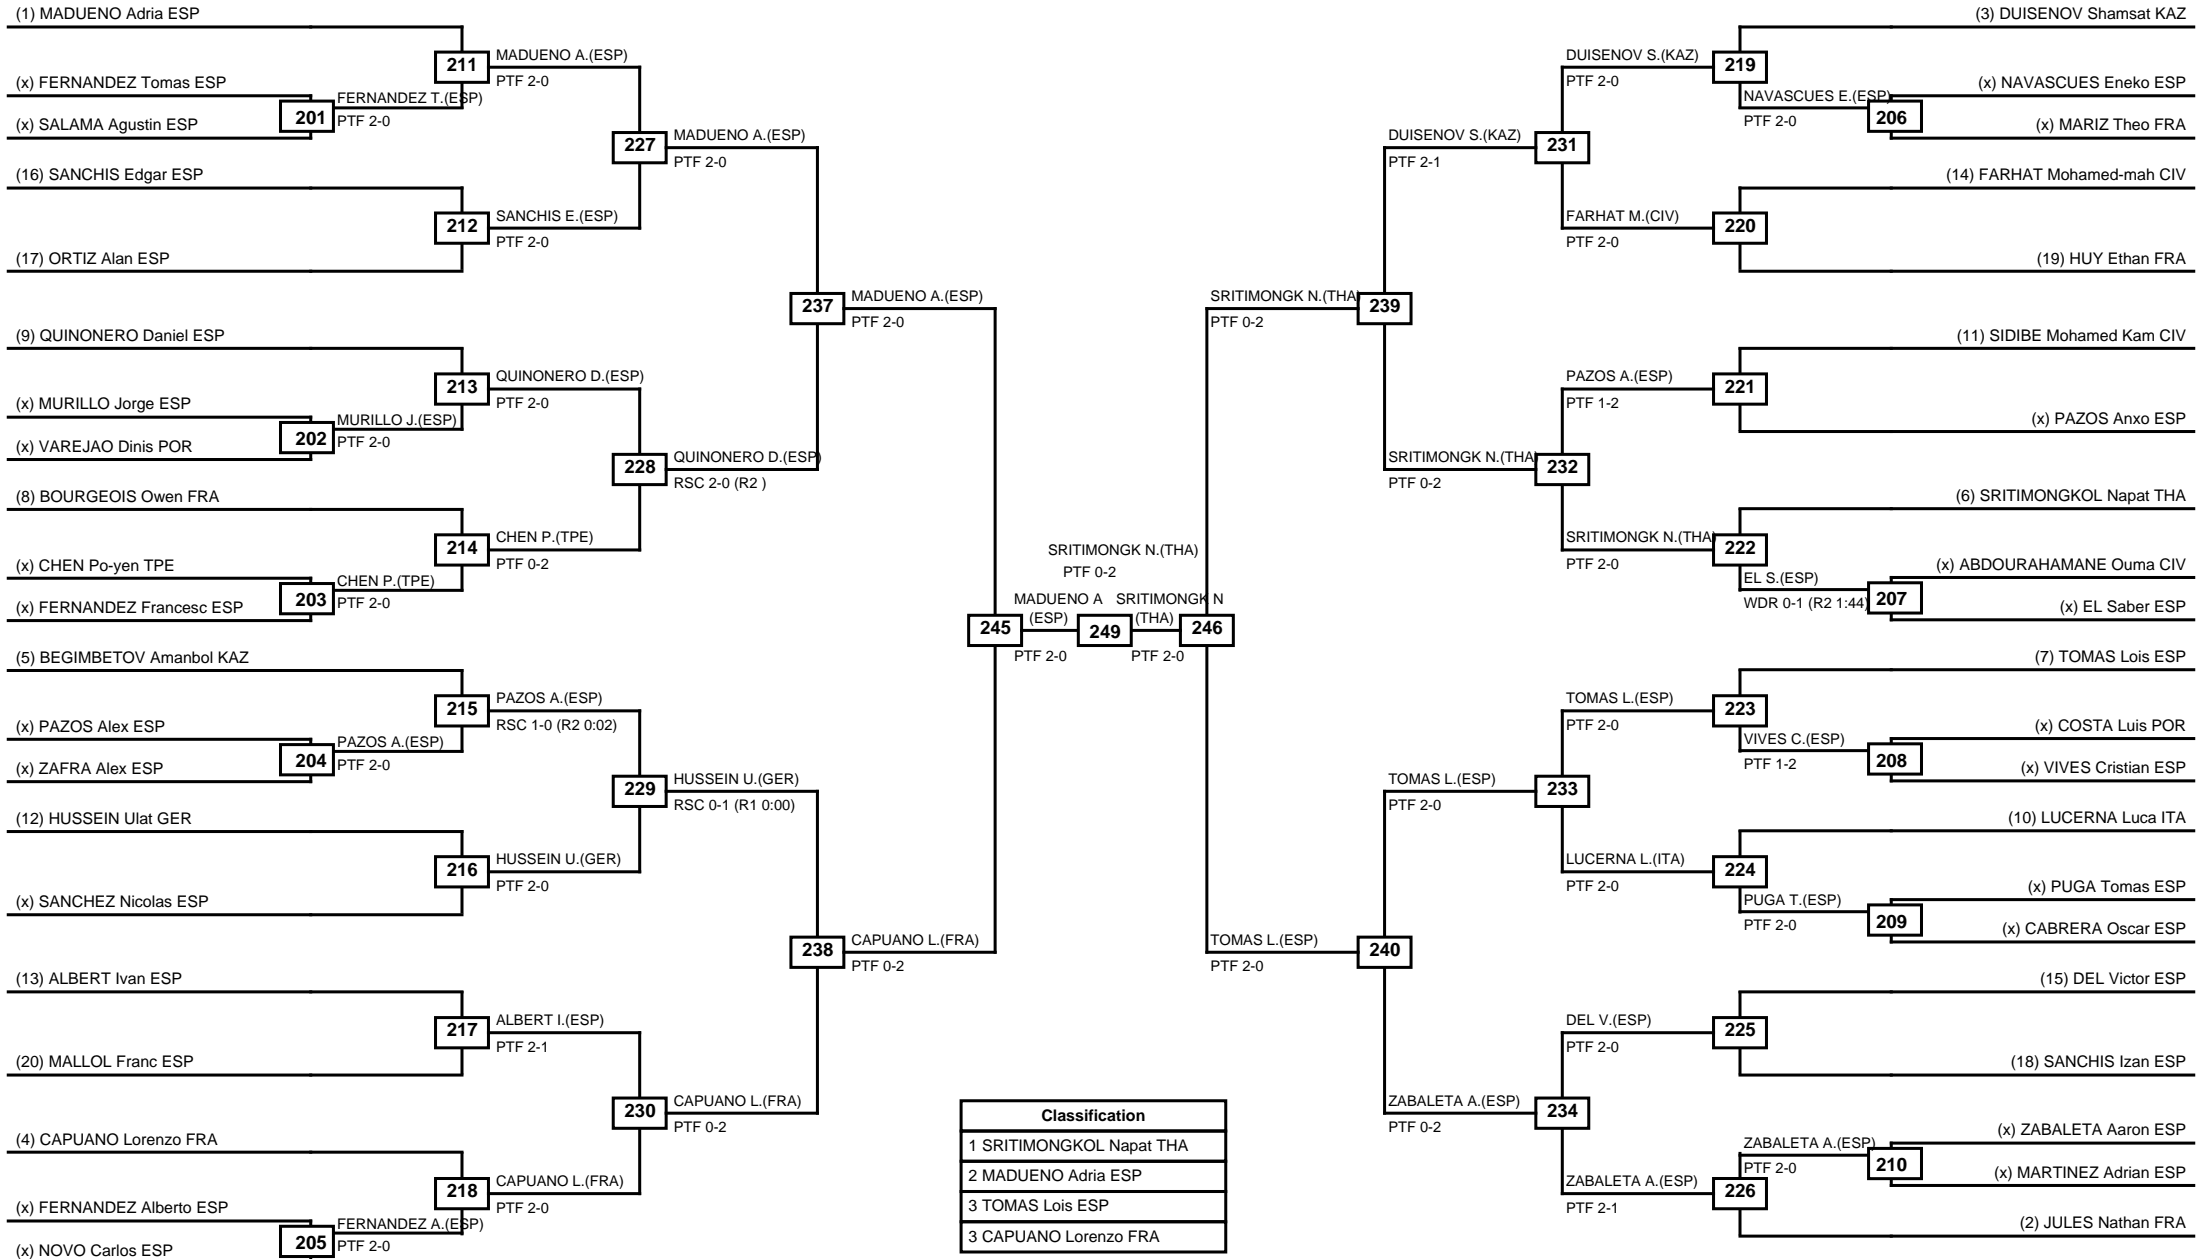 (1) MADUENO Adria ESP
(x) FERNANDEZ Tomas ESP
(x) SALAMA Agustin ESP
(16) SANCHIS Edgar ESP
(17) ORTIZ Alan ESP
(9) QUINONERO Daniel ESP
(x) MURILLO Jorge ESP
(x) VAREJAO Dinis POR
(8) BOURGEOIS Owen FRA
(x) CHEN Po-yen TPE
(x) FERNANDEZ Francesc ESP
(5) BEGIMBETOV Amanbol KAZ
(x) PAZOS Alex ESP
(x) ZAFRA Alex ESP
(12) HUSSEIN Ulat GER
(x) SANCHEZ Nicolas ESP
(13) ALBERT Ivan ESP
(20) MALLOL Franc ESP
(4) CAPUANO Lorenzo FRA
(x) FERNANDEZ Alberto ESP
(x) NOVO Carlos ESP
201
FERNANDEZ T.(ESP)
PTF 2-0
202
MURILLO J.(ESP)
PTF 2-0
203
CHEN P.(TPE)
PTF 2-0
204
PAZOS A.(ESP)
PTF 2-0
205
FERNANDEZ A.(ESP)
PTF 2-0
211
MADUENO A.(ESP)
PTF 2-0
212
SANCHIS E.(ESP)
PTF 2-0
213
QUINONERO D.(ESP)
PTF 2-0
214
CHEN P.(TPE)
PTF 0-2
215
PAZOS A.(ESP)
RSC 1-0 (R2 0:02)
216
HUSSEIN U.(GER)
PTF 2-0
217
ALBERT I.(ESP)
PTF 2-1
218
CAPUANO L.(FRA)
PTF 2-0
227
MADUENO A.(ESP)
PTF 2-0
228
QUINONERO D.(ESP)
RSC 2-0 (R2 )
229
HUSSEIN U.(GER)
RSC 0-1 (R1 0:00)
230
CAPUANO L.(FRA)
PTF 0-2
237
MADUENO A.(ESP)
PTF 2-0
238
CAPUANO L.(FRA)
PTF 0-2
SRITIMONGK N.(THA)
PTF 0-2
245
MADUENO A
(ESP)
PTF 2-0
249
SRITIMONGK N
(THA)
PTF 2-0
246
SRITIMONGK N.(THA)
PTF 0-2
239
TOMAS L.(ESP)
PTF 2-0
240
DUISENOV S.(KAZ)
PTF 2-1
231
SRITIMONGK N.(THA)
PTF 0-2
232
TOMAS L.(ESP)
PTF 2-0
233
ZABALETA A.(ESP)
PTF 0-2
234
DUISENOV S.(KAZ)
PTF 2-0
219
FARHAT M.(CIV)
PTF 2-0
220
PAZOS A.(ESP)
PTF 1-2
221
SRITIMONGK N.(THA)
PTF 2-0
222
TOMAS L.(ESP)
PTF 2-0
223
LUCERNA L.(ITA)
PTF 2-0
224
DEL V.(ESP)
PTF 2-0
225
ZABALETA A.(ESP)
PTF 2-1
226
NAVASCUES E.(ESP)
PTF 2-0
206
EL S.(ESP)
WDR 0-1 (R2 1:44)
207
VIVES C.(ESP)
PTF 1-2
208
PUGA T.(ESP)
PTF 2-0
209
ZABALETA A.(ESP)
PTF 2-0
210
(3) DUISENOV Shamsat KAZ
(x) NAVASCUES Eneko ESP
(x) MARIZ Theo FRA
(14) FARHAT Mohamed-mah CIV
(19) HUY Ethan FRA
(11) SIDIBE Mohamed Kam CIV
(x) PAZOS Anxo ESP
(6) SRITIMONGKOL Napat THA
(x) ABDOURAHAMANE Ouma CIV
(x) EL Saber ESP
(7) TOMAS Lois ESP
(x) COSTA Luis POR
(x) VIVES Cristian ESP
(10) LUCERNA Luca ITA
(x) PUGA Tomas ESP
(x) CABRERA Oscar ESP
(15) DEL Victor ESP
(18) SANCHIS Izan ESP
(x) ZABALETA Aaron ESP
(x) MARTINEZ Adrian ESP
(2) JULES Nathan FRA
Classification
1 SRITIMONGKOL Napat THA
2 MADUENO Adria ESP
3 TOMAS Lois ESP
3 CAPUANO Lorenzo FRA